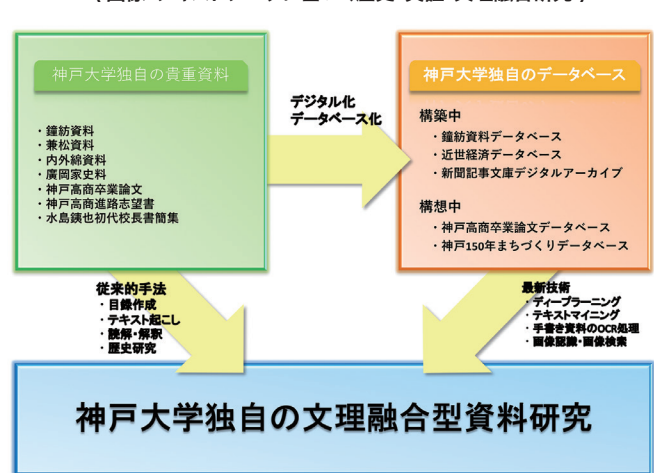 神戸大学独自の貴重資料
・鐘紡資料
・兼松資料
・内外綿資料
・廣岡家史料
・神戸高商卒業論文
・神戸高商進路志望書
・水島銕也初代校長書簡集
デジタル化
データベース化
神戸大学独自のデータベース
構築中
・鐘紡資料データベース
・近世経済データベース
・新聞記事文庫デジタルアーカイブ
構想中
・神戸高商卒業論文データベース
・神戸150年まちづくりデータベース
従来的手法
・目録作成
・テキスト起こし
・読解・解釈
・歴史研究
最新技術
・ディープラーニング
・テキストマイニング
・手書き資料のOCR処理
・画像認識・画像検索
神戸大学独自の文理融合型資料研究